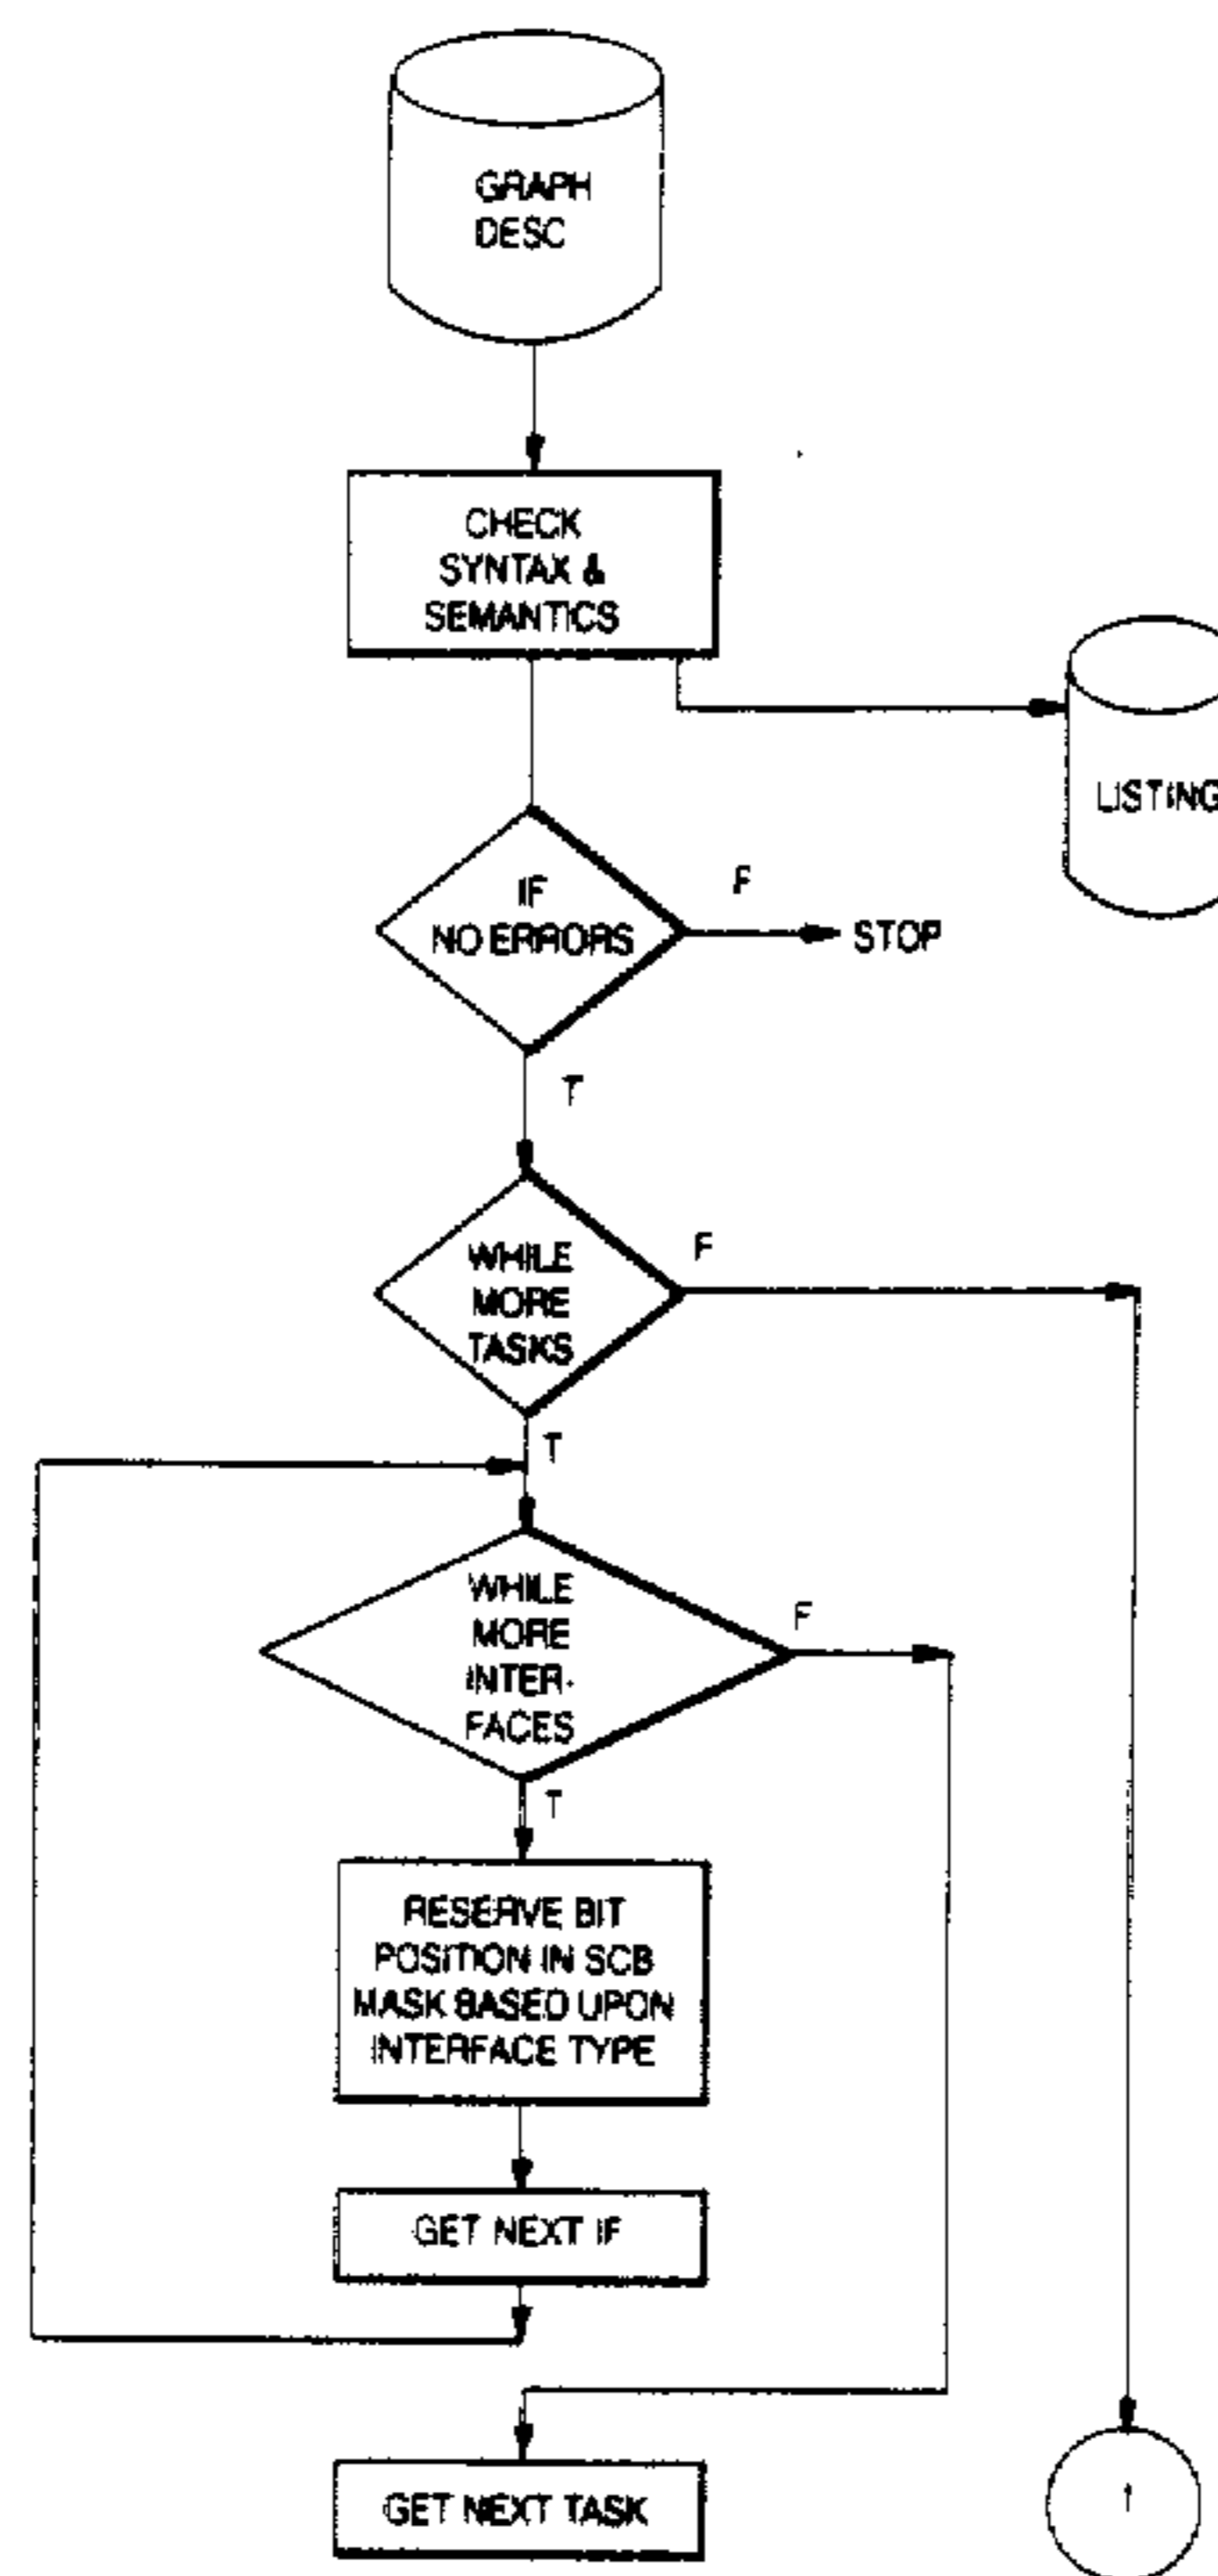 GRAPH
DESC
CHECK
SYNTAX &
SEMANTICS
LISTING
IF
NO ERRORS
F
STOP
T
WHILE
MORE
TASKS
F
T
WHILE
MORE
INTER-
FACES
F
T
RESERVE BIT
POSITION IN SCB
MASK BASED UPON
INTERFACE TYPE
GET NEXT IF
GET NEXT TASK
1